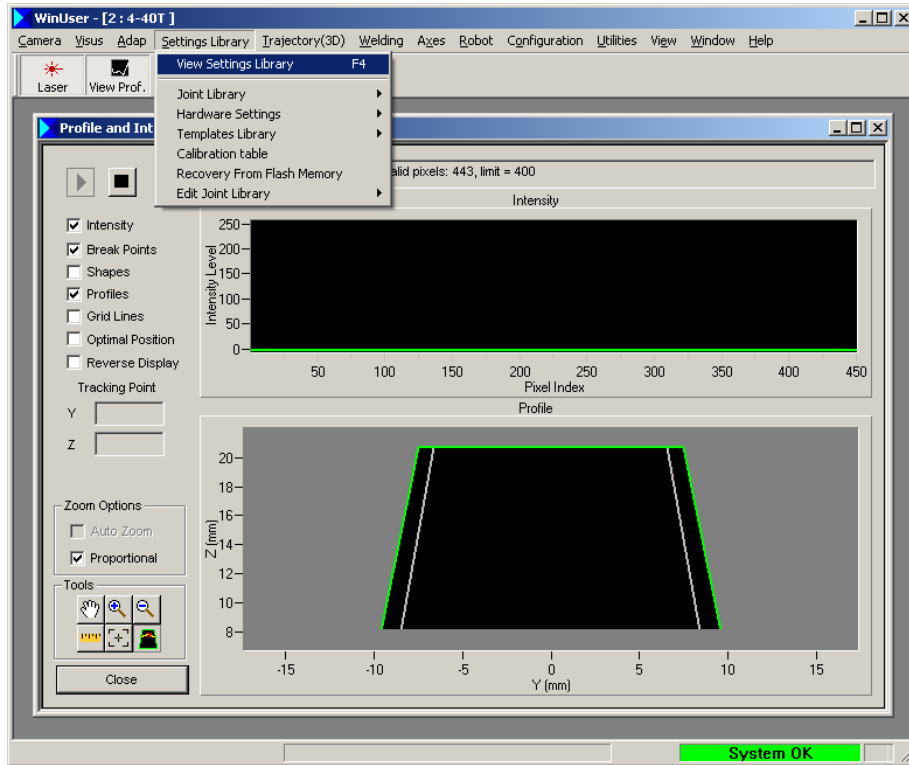 WinUser - [2 : 4-40T ]
Camera Visus Adap Settings Library Trajectory(3D) Welding Axes Robot Configuration Utilities View Window Help
Laser View Prof.
View Settings Library F4
Joint Library
Hardware Settings
Templates Library
Calibration table
Recovery From Flash Memory
Edit Joint Library
Profile and Int
alid pixels: 443, limit = 400
Intensity
Break Points
Shapes
Profiles
Grid Lines
Optimal Position
Reverse Display
Tracking Point
Y
Z
Zoom Options
Auto Zoom
Proportional
Tools
Close
Intensity
Intensity Level
250
200
150
100
50
0
50 100 150 200 250 300 350 400 450
Pixel Index
Profile
Z (mm)
20
18
16
14
12
10
8
-15 -10 -5 0 5 10 15
Y (mm)
System OK